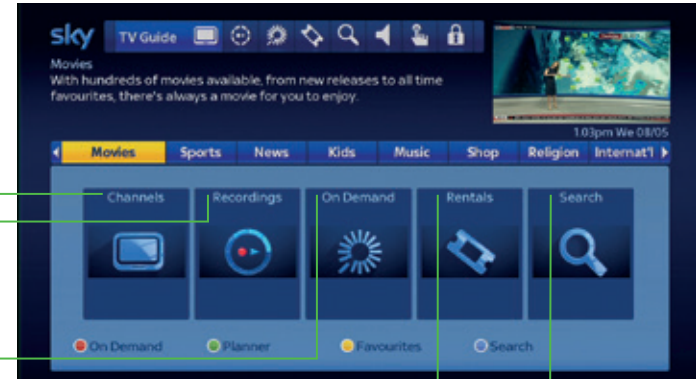 sky TV Guide
Movies
With hundreds of movies available, from new releases to all time
favourites, there's always a movie for you to enjoy.
1.03pm We 08/05
Movies Sports News Kids Music Shop Religion Internat'l
Channels Recordings On Demand Rentals Search
On Demand Planner Favourites Search